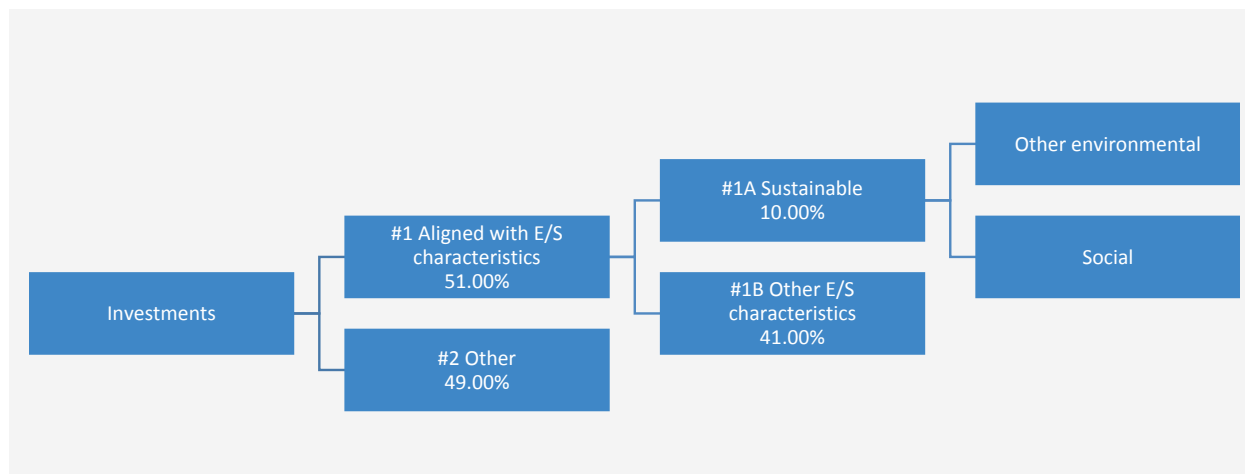 Investments
#1 Aligned with E/S
characteristics
51.00%
#2 Other
49.00%
#1A Sustainable
10.00%
#1B Other E/S
characteristics
41.00%
Other environmental
Social